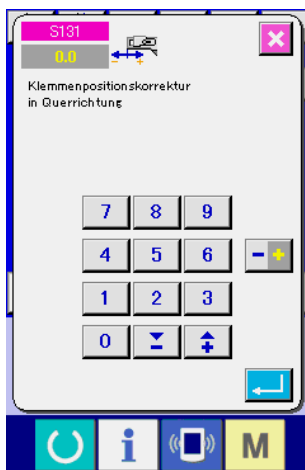 S131
0.0
- +
Klemmenpositionskorrektur
in Querrichtung
7 8 9
4 5 6 - +
1 2 3
0
i M